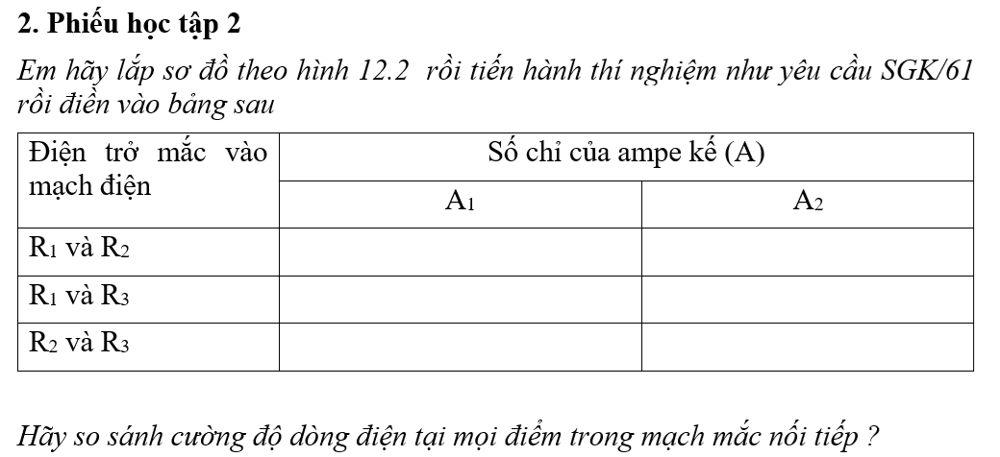 2. Phiếu học tập 2
Em hãy lắp sơ đồ theo hình 12.2 rồi tiến hành thí nghiệm như yêu cầu SGK/61
rồi điền vào bảng sau
Điện trở mắc vào
mạch điện
Số chỉ của ampe kế (A)
A1
A2
R1 và R2
R1 và R3
R2 và R3
Hãy so sánh cường độ dòng điện tại mọi điểm trong mạch mắc nối tiếp ?